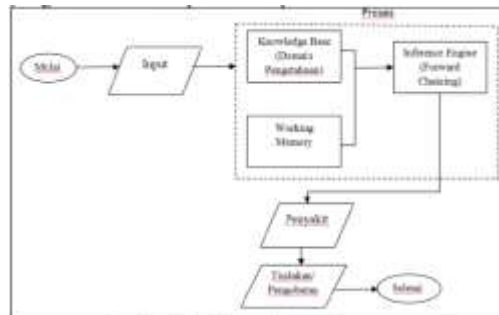 Proses
Mulai
Input
Knowledge Base
(Domain
Pengetahuan)
Inference Engine
(Forward
Chaining)
Working
Memory
Penyakit
Tindakan/
Pengobatan
Selesai